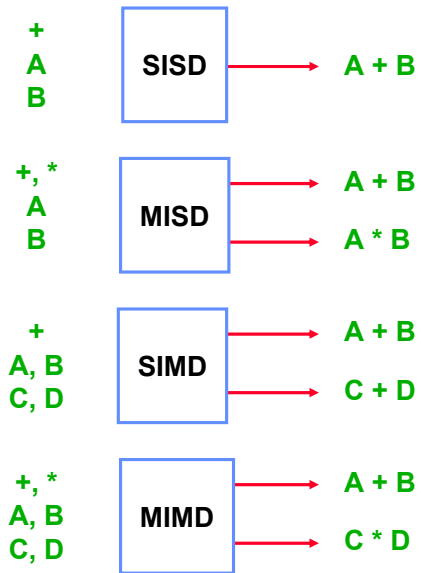 +
A
B
SISD
A + B
+, *
A
B
MISD
A + B
A * B
+
A, B
C, D
SIMD
A + B
C + D
+, *
A, B
C, D
MIMD
A + B
C * D